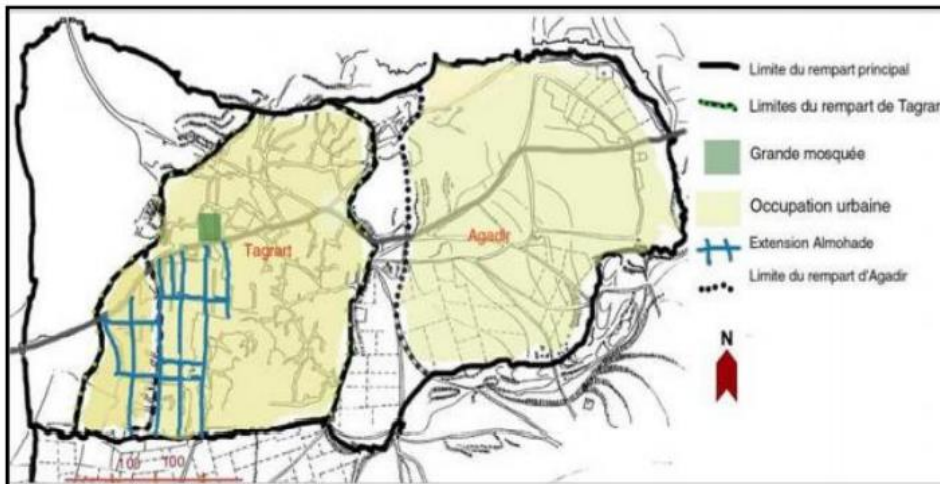 Limite du rempart principal
Limites du rempart de Tagrart
Grande mosquée
Occupation urbaine
Extension Almohade
Limite du rempart d'Agadir
N
Agadir
Tagrart
100 100